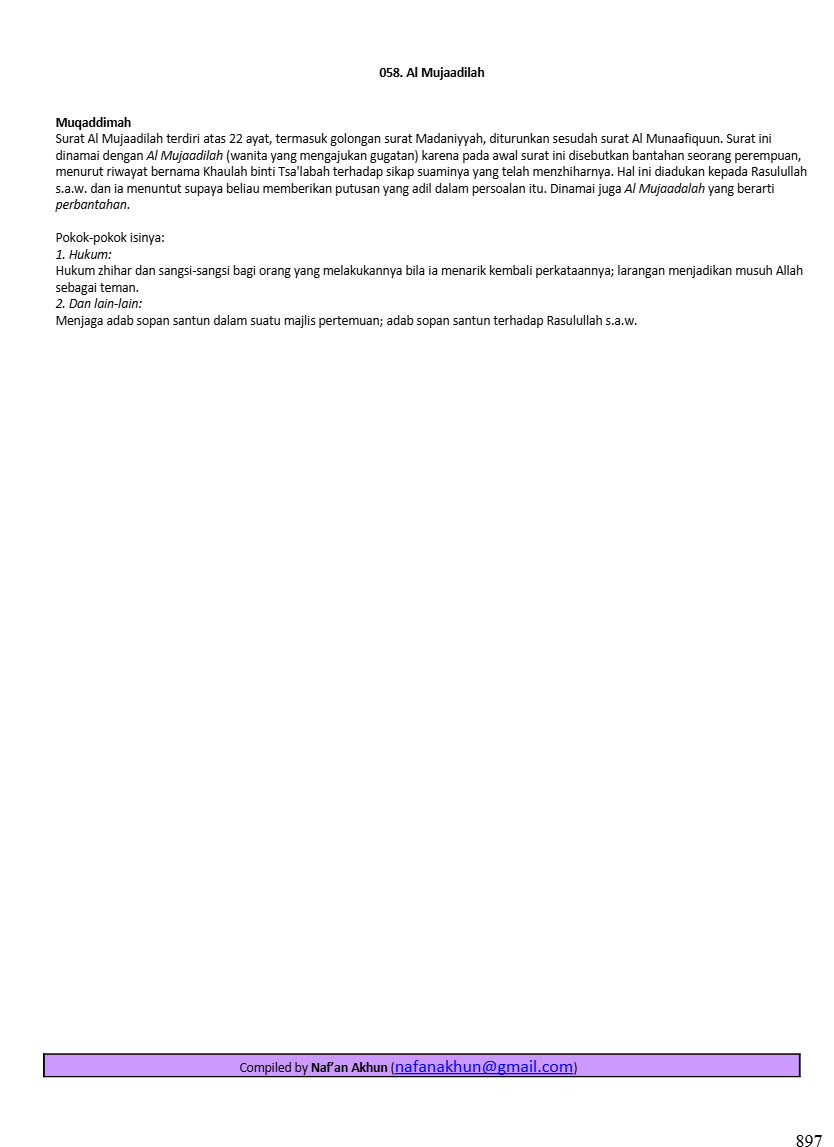 058. Al Mujaadilah
Muqaddimah
Surat Al Mujaadilah terdiri atas 22 ayat, termasuk golongan surat Madaniyyah, diturunkan sesudah surat Al Munaafiquun. Surat ini
dinamai dengan Al Mujaadilah (wanita yang mengajukan gugatan) karena pada awal surat ini disebutkan bantahan seorang perempuan,
menurut riwayat bernama Khaulah binti Tsa'labah terhadap sikap suaminya yang telah menzhiharnya. Hal ini diadukan kepada Rasulullah
s.a.w. dan ia menuntut supaya beliau memberikan putusan yang adil dalam persoalan itu. Dinamai juga Al Mujaadalah yang berarti
perbantahan.
Pokok-pokok isinya:
1. Hukum:
Hukum zhihar dan sangsi-sangsi bagi orang yang melakukannya bila ia menarik kembali perkataannya; larangan menjadikan musuh Allah
sebagai teman.
2. Dan lain-lain:
Menjaga adab sopan santun dalam suatu majlis pertemuan; adab sopan santun terhadap Rasulullah s.a.w.
Compiled by Naf’an Akhun (nafanakhun@gmail.com)
897